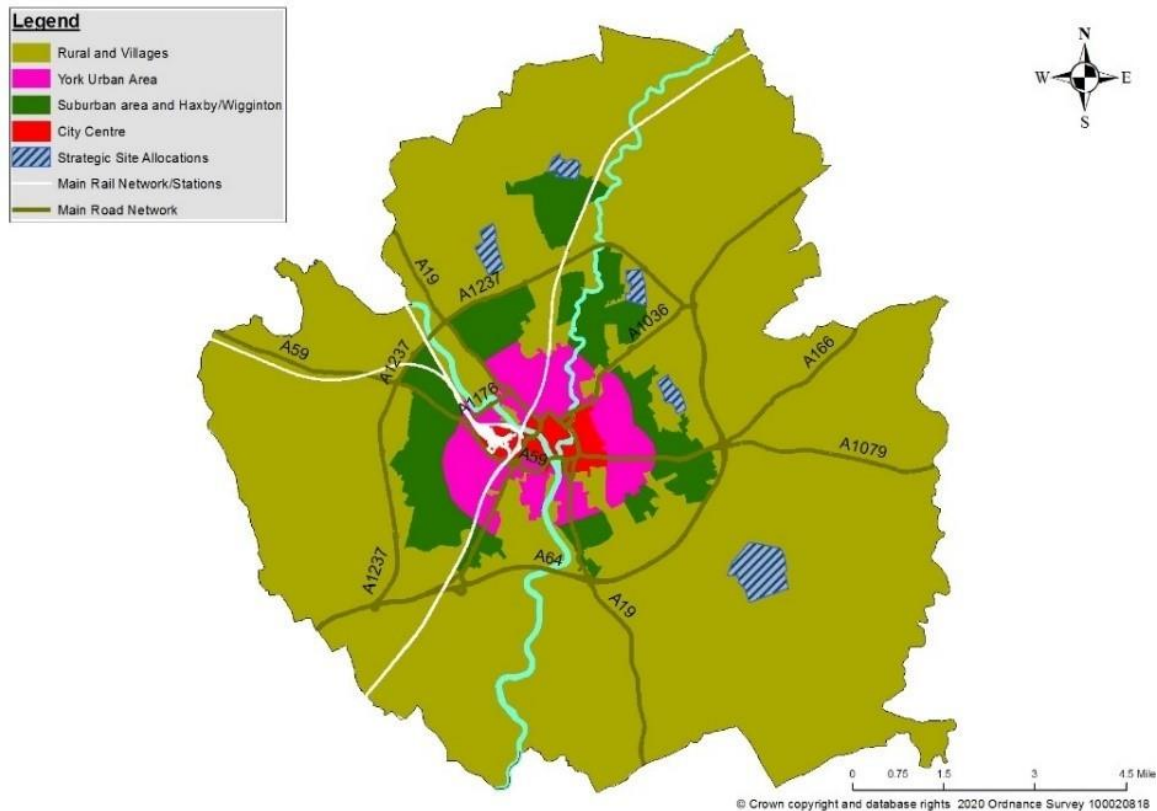 Legend
Rural and Villages
York Urban Area
Suburban area and Haxby/Wigginton
City Centre
Strategic Site Allocations
Main Rail Network/Stations
Main Road Network
N
W E
S
A19
A1237
A1036
A59
A1237
A166
A1176
A59
A1079
A64
A1237
A19
0 0.75 1.5 3 4.5 Mile
© Crown copyright and database rights 2020 Ordnance Survey 100020818